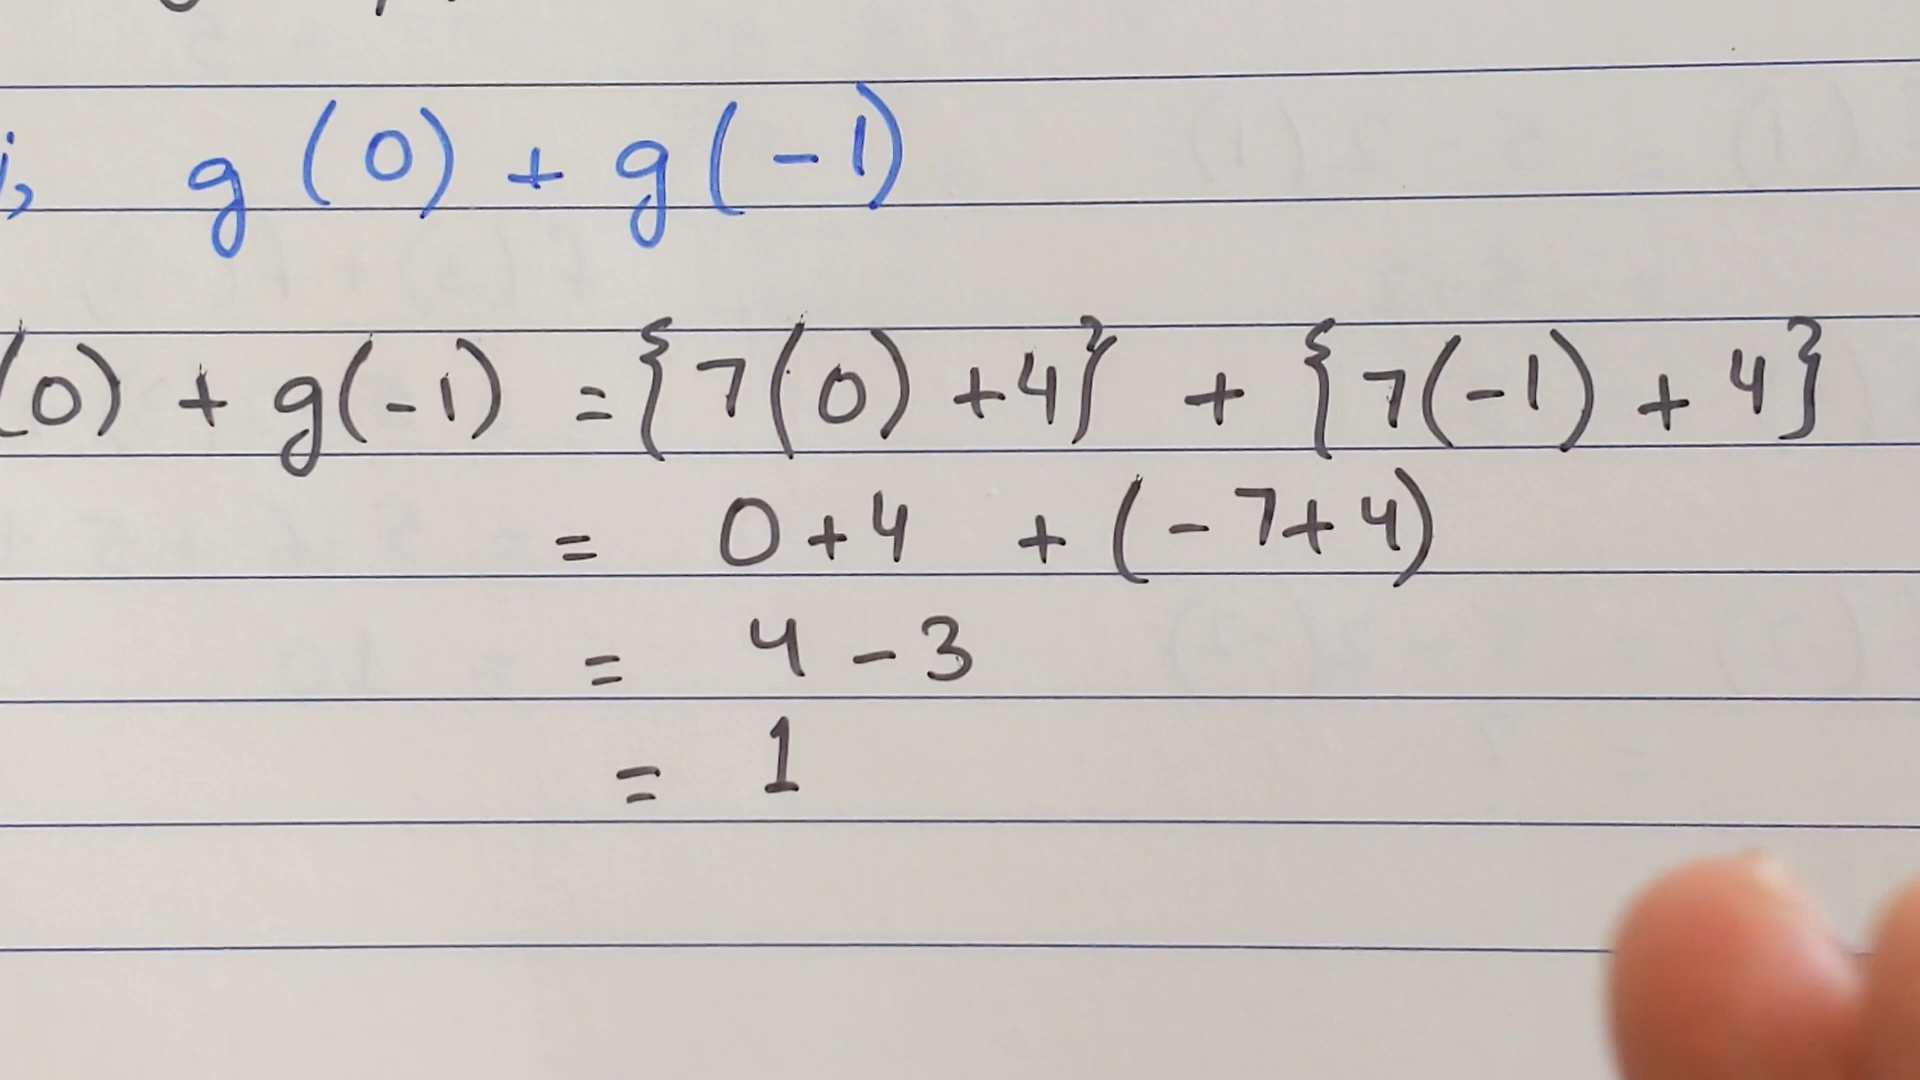 i, g(0) + g(-1)
(0) + g(-1) = {7(0) +4} + {7(-1) + 4}
= 0+4 + (-7+4)
= 4-3
= 1